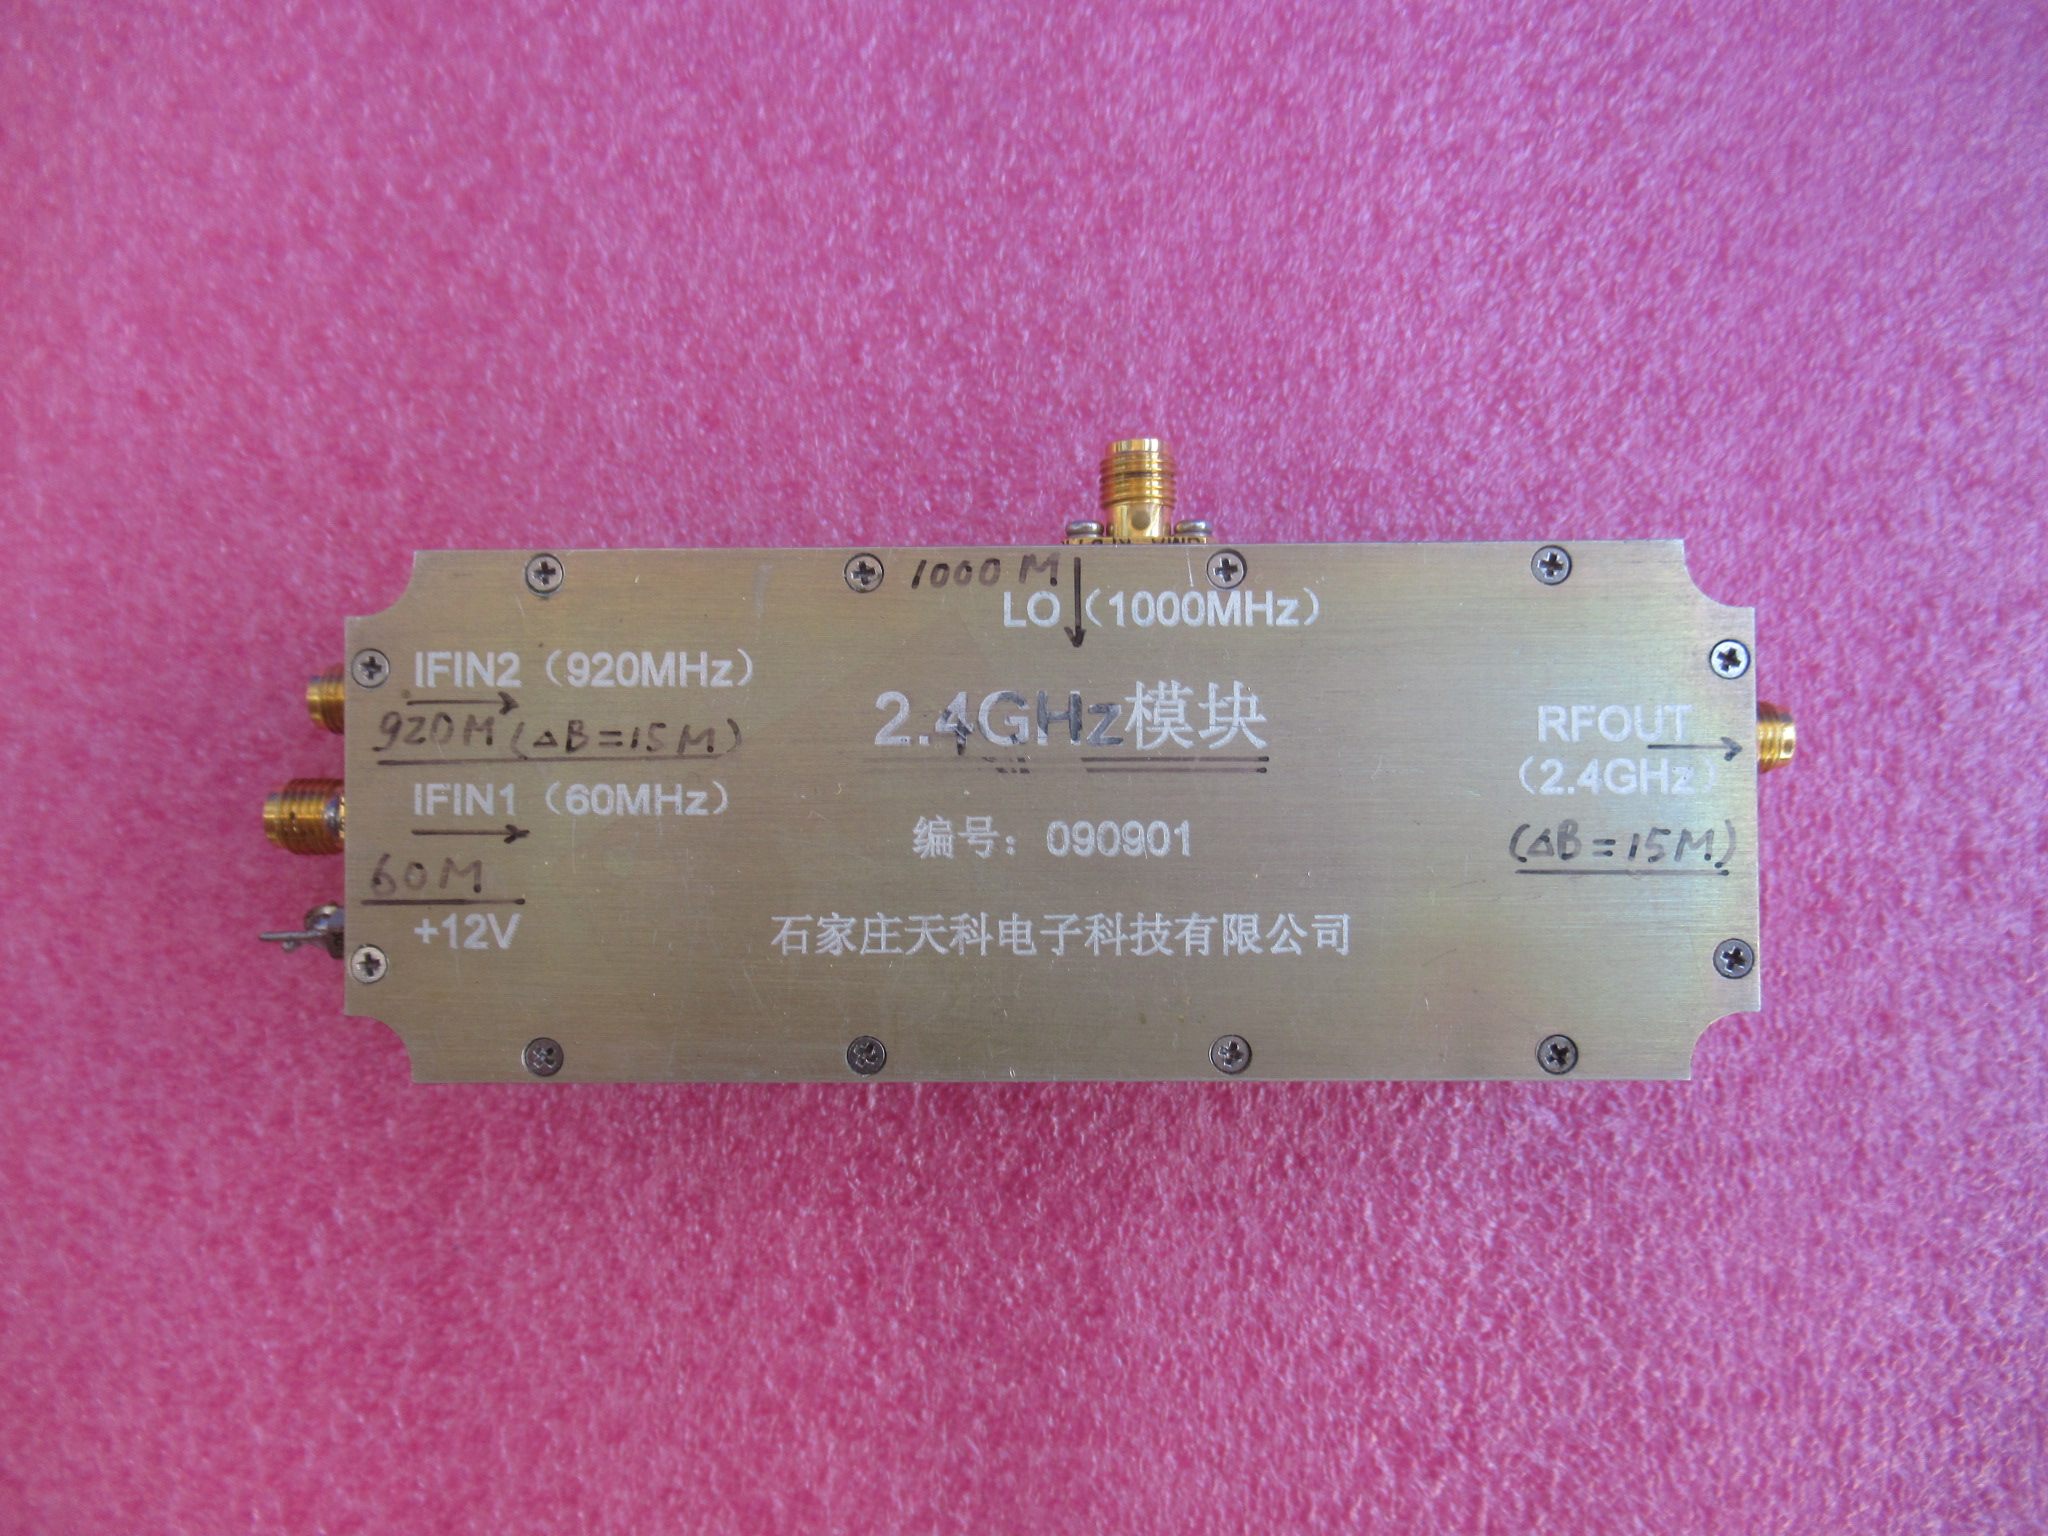 1000 M
LO（1000MHz）
IFIN2（920MHz）
920M (ΔB=15M)
2.4GHz模块
RFOUT
（2.4GHz）
(ΔB=15M)
IFIN1（60MHz）
60M
编号：090901
+12V
石家庄天科电子科技有限公司